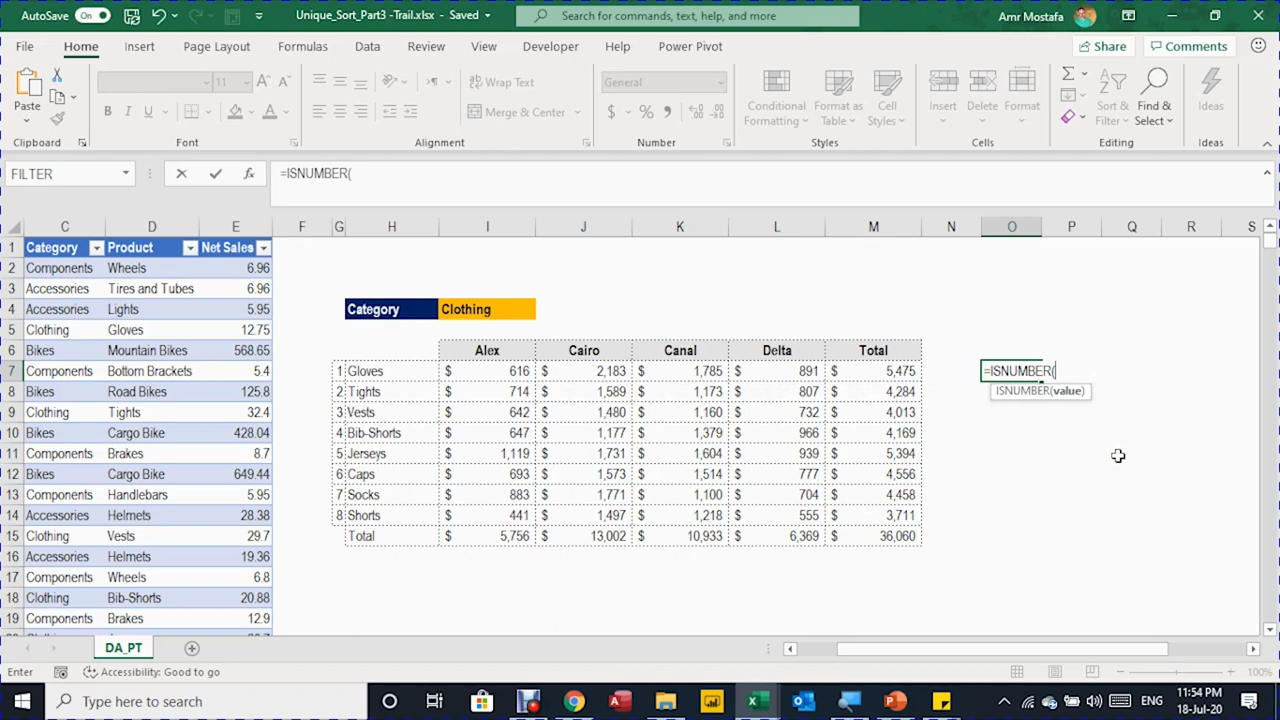 AutoSave On Unique_Sort_Part3 -Trail.xlsx - Saved Search for commands, text, help, and more Amr Mostafa
File Home Insert Page Layout Formulas Data Review View Developer Help Power Pivot Share Comments
Paste 11 Wrap Text General Conditional Formatting Format as Table Cell Styles Insert Delete Format Sort & Filter Find & Select Ideas
B I U Merge & Center $ %
Clipboard Font Alignment Number Styles Cells Editing Ideas
FILTER =ISNUMBER(
C D E F G H I J K L M N O P Q R S
1 Category Product Net Sales
2 Components Wheels 6.96
3 Accessories Tires and Tubes 6.96
4 Accessories Lights 5.95 Category Clothing
5 Clothing Gloves 12.75
6 Bikes Mountain Bikes 568.65 Alex Cairo Canal Delta Total
7 Components Bottom Brackets 5.4 1 Gloves $ 616 $ 2,183 $ 1,785 $ 891 $ 5,475 =ISNUMBER(
8 Bikes Road Bikes 125.8 2 Tights $ 714 $ 1,589 $ 1,173 $ 807 $ 4,284 ISNUMBER(value)
9 Clothing Tights 32.4 3 Vests $ 642 $ 1,480 $ 1,160 $ 732 $ 4,013
10 Bikes Cargo Bike 428.04 4 Bib-Shorts $ 647 $ 1,177 $ 1,379 $ 966 $ 4,169
11 Components Brakes 8.7 5 Jerseys $ 1,119 $ 1,731 $ 1,604 $ 939 $ 5,394
12 Bikes Cargo Bike 649.44 6 Caps $ 693 $ 1,573 $ 1,514 $ 777 $ 4,556
13 Components Handlebars 5.95 7 Socks $ 883 $ 1,771 $ 1,100 $ 704 $ 4,458
14 Accessories Helmets 28.38 8 Shorts $ 441 $ 1,497 $ 1,218 $ 555 $ 3,711
15 Clothing Vests 29.7 Total $ 5,756 $ 13,002 $ 10,933 $ 6,369 $ 36,060
16 Accessories Helmets 19.36
17 Components Wheels 6.8
18 Clothing Bib-Shorts 20.88
19 Components Brakes 12.9
DA_PT
Enter Accessibility: Good to go 100%
Type here to search ENG 11:54 PM
18-Jul-20